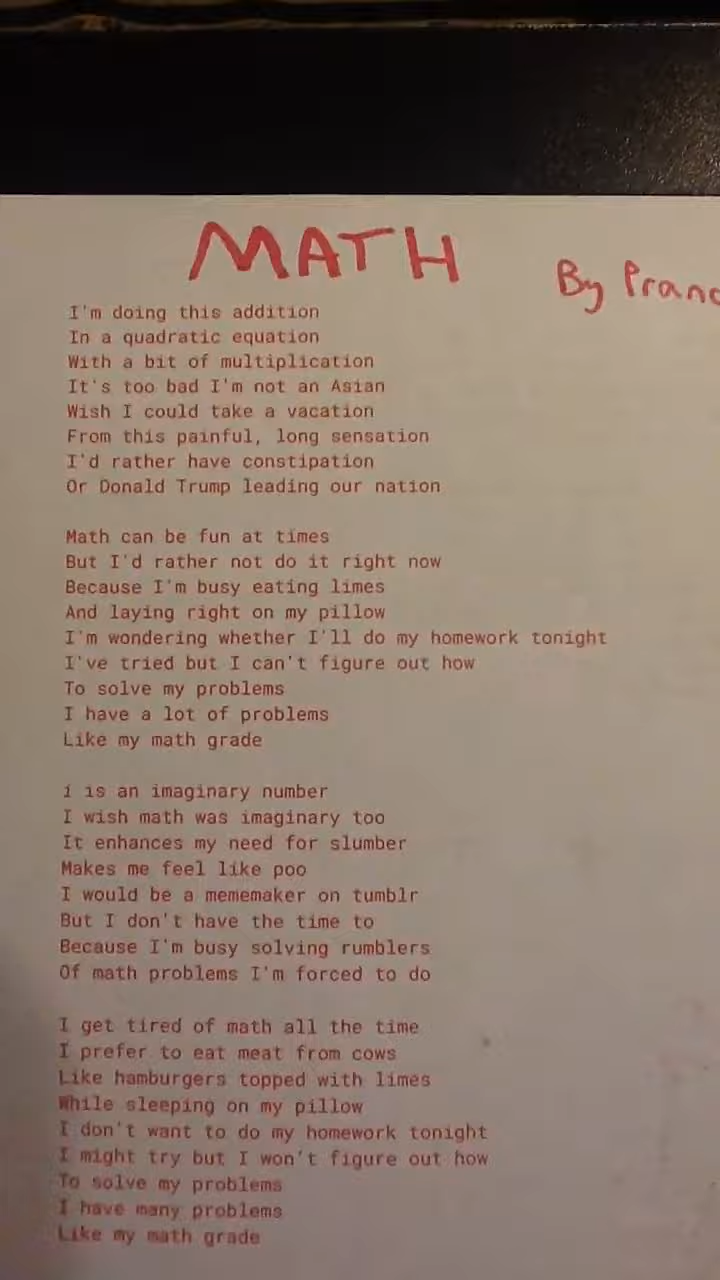 MATH
By
I'm doing this addition
In a quadratic equation
With a bit of multiplication
It's too bad I'm not an Asian
Wish I could take a vacation
From this painful, long sensation
I'd rather have constipation
Or Donald Trump leading our nation
Math can be fun at times
But I'd rather not do it right now
Because I'm busy eating limes
And laying right on my pillow
I'm wondering whether I'll do my homework tonight
I've tried but I can't figure out how
To solve my problems
I have a lot of problems
Like my math grade
i is an imaginary number
I wish math was imaginary too
It enhances my need for slumber
Makes me feel like poo
I would be a mememaker on tumblr
But I don't have the time to
Because I'm busy solving rumblers
Of math problems I'm forced to do
I get tired of math all the time
I prefer to eat meat from cows
Like hamburgers topped with limes
While sleeping on my pillow
I don't want to do my homework tonight
I might try but I won't figure out how
To solve my problems
I have many problems
Like my math grade